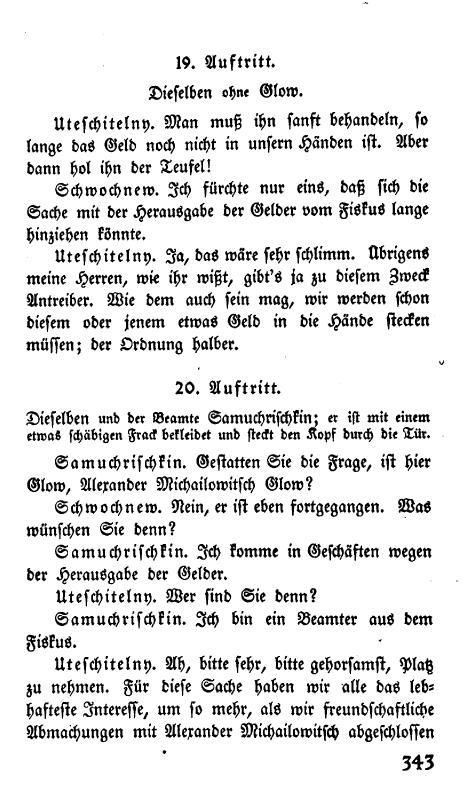 19. Auftritt.
Dieselben ohne Glow.
Uteschitelny. Man muß ihn sanft behandeln, so
lange das Geld noch nicht in unsern Händen ist. Aber
dann hol ihn der Teufel!
Schwochnew. Ich fürchte nur eins, daß sich die
Sache mit der Herausgabe der Gelder vom Fiskus lange
hinziehen könnte.
Uteschitelny. Ja, das wäre sehr schlimm. Übrigens
meine Herren, wie ihr wißt, gibt's ja zu diesem Zweck
Antreiber. Wie dem auch sein mag, wir werden schon
diesem oder jenem etwas Geld in die Hände stecken
müssen; der Ordnung halber.
20. Auftritt.
Dieselben und der Beamte Samuchrischkin; er ist mit einem
etwas schäbigen Frack bekleidet und steckt den Kopf durch die Tür.
Samuchrischkin. Gestatten Sie die Frage, ist hier
Glow, Alexander Michailowitsch Glow?
Schwochnew. Nein, er ist eben fortgegangen. Was
wünschen Sie denn?
Samuchrischkin. Ich komme in Geschäften wegen
der Herausgabe der Gelder.
Uteschitelny. Wer sind Sie denn?
Samuchrischkin. Ich bin ein Beamter aus dem
Fiskus.
Uteschitelny. Ah, bitte sehr, bitte gehorsamst, Platz
zu nehmen. Für diese Sache haben wir alle das leb-
hafteste Interesse, um so mehr, als wir freundschaftliche
Abmachungen mit Alexander Michailowitsch abgeschlossen
343